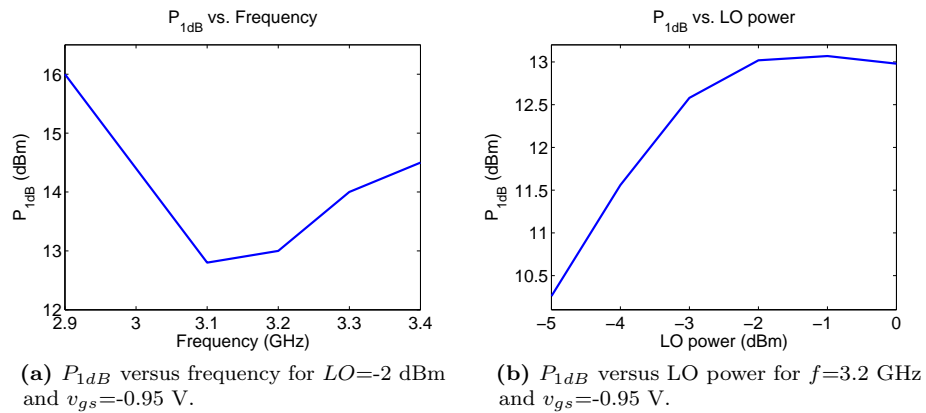 P1dB vs. Frequency
16
15
14
13
12
2.9 3 3.1 3.2 3.3 3.4
P1dB (dBm)
Frequency (GHz)
(a) P1dB versus frequency for LO=-2 dBm
and vgs=-0.95 V.
P1dB vs. LO power
13
12.5
12
11.5
11
10.5
−5 −4 −3 −2 −1 0
P1dB (dBm)
LO power (dBm)
(b) P1dB versus LO power for f=3.2 GHz
and vgs=-0.95 V.